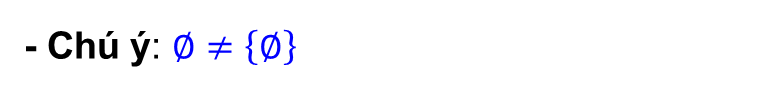 - Chú ý: ∅ ≠ {∅}